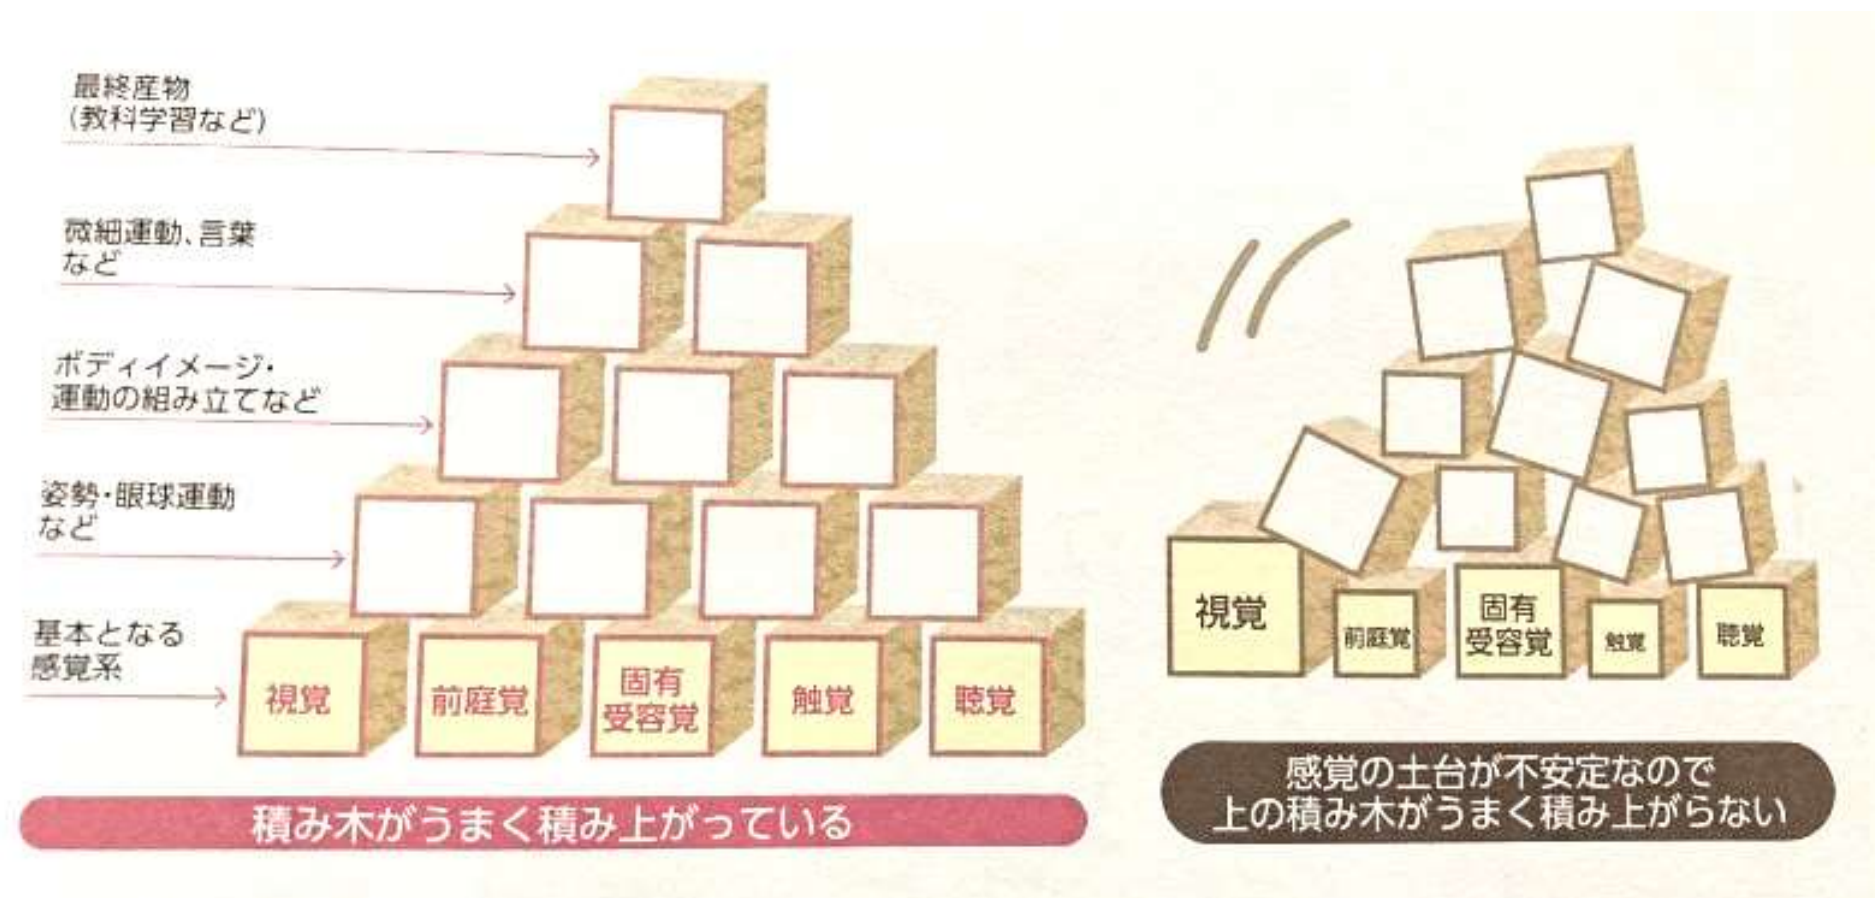 最終産物
(教科学習など)
微細運動、言葉
など
ボディイメージ・
運動の組み立てなど
姿勢・眼球運動
など
基本となる
感覚系
視覚
前庭覚
固有
受容覚
触覚
聴覚
積み木がうまく積み上がっている
視覚
前庭覚
固有
受容覚
触覚
聴覚
感覚の土台が不安定なので
上の積み木がうまく積み上がらない